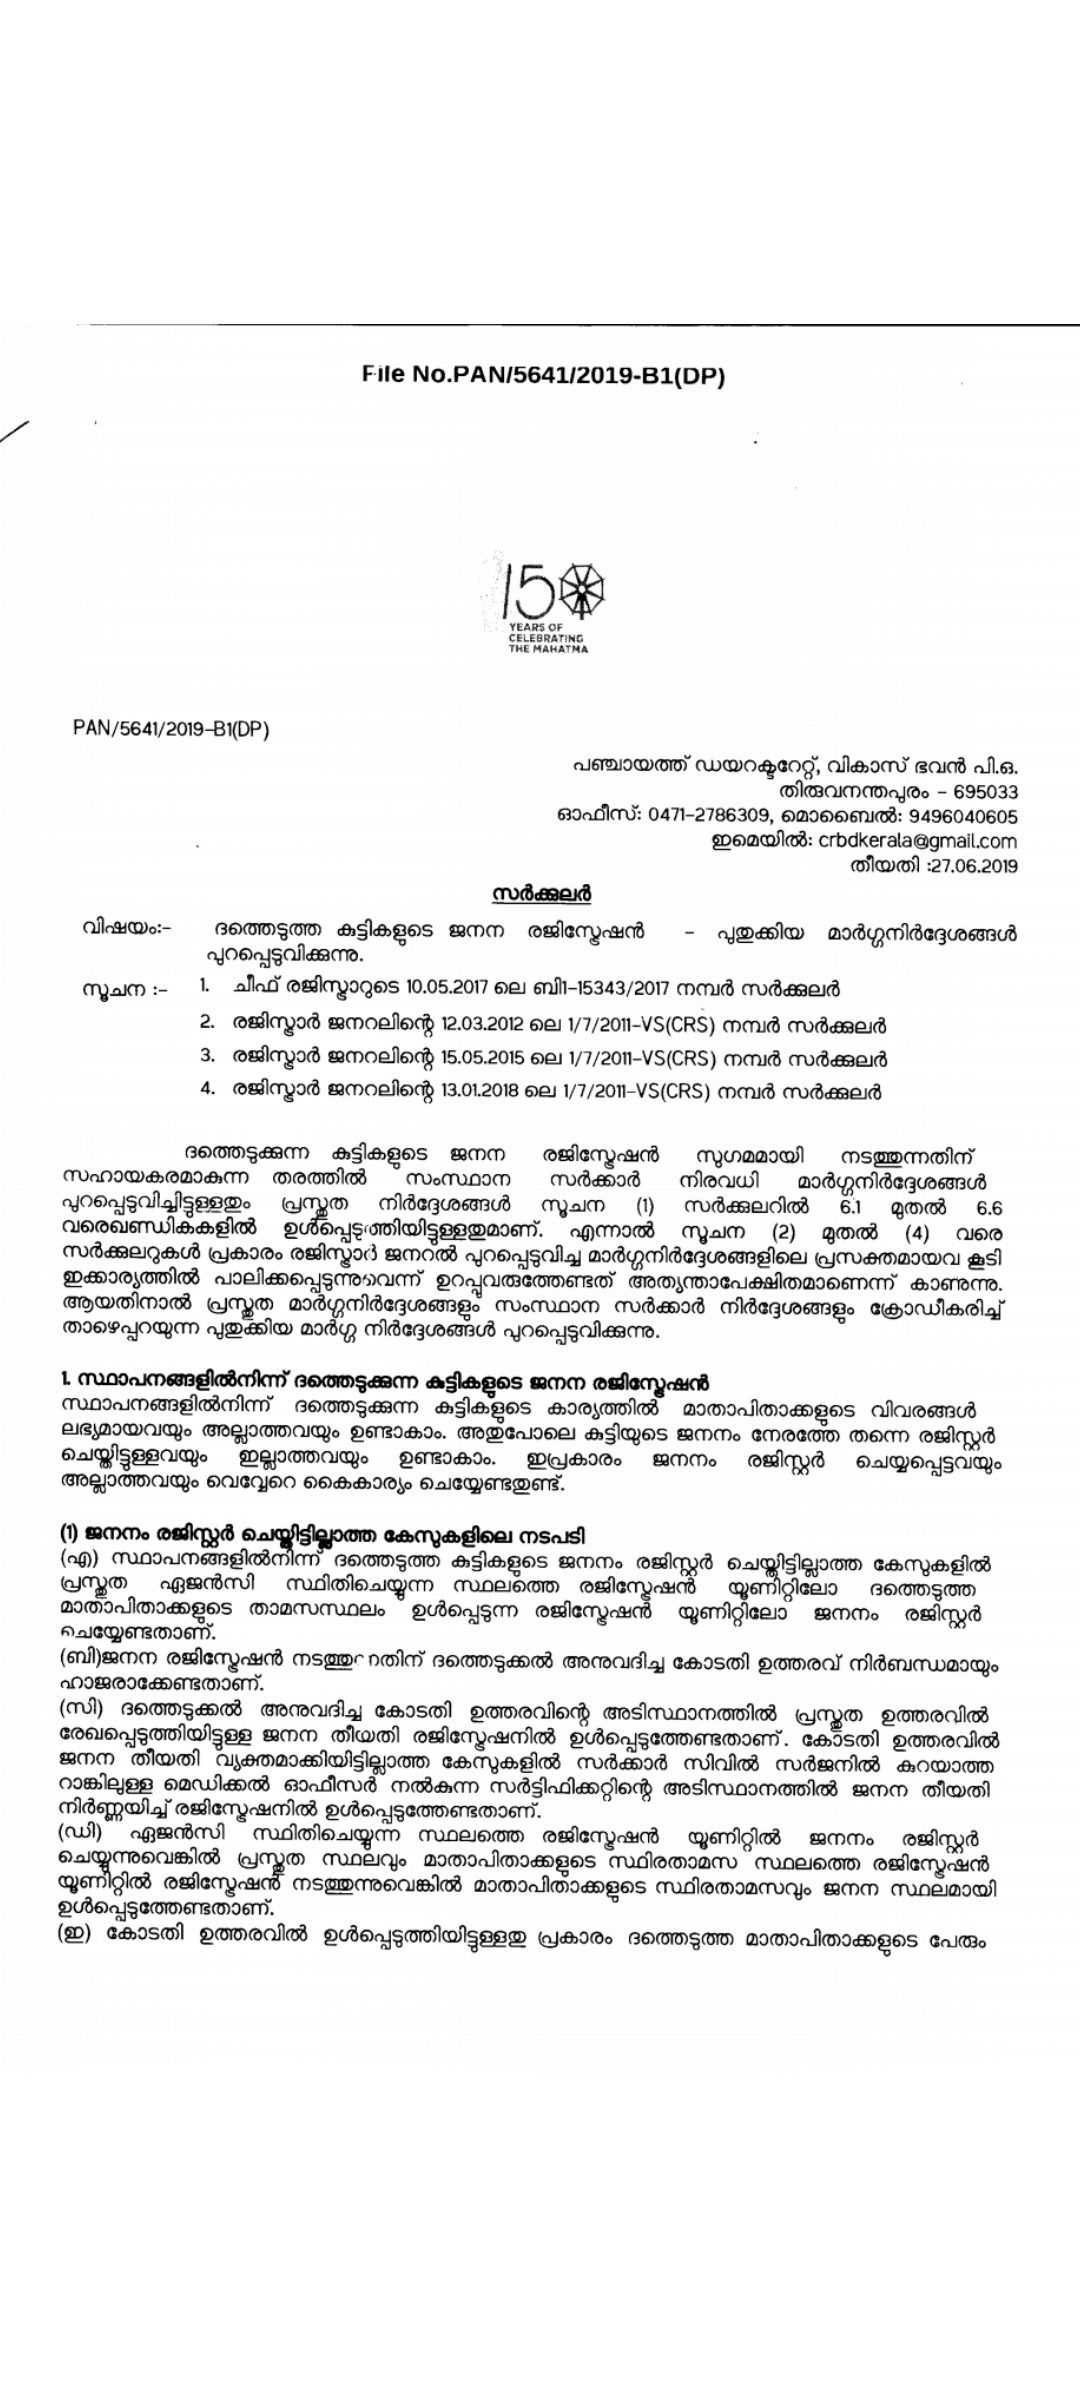 File No.PAN/5641/2019-B1(DP)
150
YEARS OF
CELEBRATING
THE MAHATMA
PAN/5641/2019-B1(DP)
പഞ്ചായത്ത് ഡയറക്ടറേറ്റ്, വികാസ് ഭവൻ പി.ഒ.
തിരുവനന്തപുരം - 695033
ഓഫീസ്: 0471-2786309, മൊബൈൽ: 9496040605
ഇമെയിൽ: crbdkerala@gmail.com
തീയതി :27.06.2019
സർക്കുലർ
വിഷയം:- ദത്തെടുത്ത കുട്ടികളുടെ ജനന രജിസ്ട്രേഷൻ - പുതുക്കിയ മാർഗ്ഗനിർദ്ദേശങ്ങൾ
പുറപ്പെടുവിക്കുന്നു.
സൂചന :- 1. ചീഫ് രജിസ്ട്രാറുടെ 10.05.2017 ലെ ബി1-15343/2017 നമ്പർ സർക്കുലർ
2. രജിസ്ട്രാർ ജനറലിന്റെ 12.03.2012 ലെ 1/7/2011-VS(CRS) നമ്പർ സർക്കുലർ
3. രജിസ്ട്രാർ ജനറലിന്റെ 15.05.2015 ലെ 1/7/2011-VS(CRS) നമ്പർ സർക്കുലർ
4. രജിസ്ട്രാർ ജനറലിന്റെ 13.01.2018 ലെ 1/7/2011-VS(CRS) നമ്പർ സർക്കുലർ
ദത്തെടുക്കുന്ന കുട്ടികളുടെ ജനന രജിസ്ട്രേഷൻ സുഗമമായി നടത്തുന്നതിന്
സഹായകരമാകുന്ന തരത്തിൽ സംസ്ഥാന സർക്കാർ നിരവധി മാർഗ്ഗനിർദ്ദേശങ്ങൾ
പുറപ്പെടുവിച്ചിട്ടുള്ളതും പ്രസ്തുത നിർദ്ദേശങ്ങൾ സൂചന (1) സർക്കുലറിൽ 6.1 മുതൽ 6.6
വരെഖണ്ഡികകളിൽ ഉൾപ്പെടുത്തിയിട്ടുള്ളതുമാണ്. എന്നാൽ സൂചന (2) മുതൽ (4) വരെ
സർക്കുലറുകൾ പ്രകാരം രജിസ്ട്രാർ ജനറൽ പുറപ്പെടുവിച്ച മാർഗ്ഗനിർദ്ദേശങ്ങളിലെ പ്രസക്തമായവ കൂടി
ഇക്കാര്യത്തിൽ പാലിക്കപ്പെടുന്നുവെന്ന് ഉറപ്പുവരുത്തേണ്ടത് അത്യന്താപേക്ഷിതമാണെന്ന് കാണുന്നു.
ആയതിനാൽ പ്രസ്തുത മാർഗ്ഗനിർദ്ദേശങ്ങളും സംസ്ഥാന സർക്കാർ നിർദ്ദേശങ്ങളും ക്രോഡീകരിച്ച്
താഴെപ്പറയുന്ന പുതുക്കിയ മാർഗ്ഗ നിർദ്ദേശങ്ങൾ പുറപ്പെടുവിക്കുന്നു.
1. സ്ഥാപനങ്ങളിൽനിന്ന് ദത്തെടുക്കുന്ന കുട്ടികളുടെ ജനന രജിസ്ട്രേഷൻ
സ്ഥാപനങ്ങളിൽനിന്ന് ദത്തെടുക്കുന്ന കുട്ടികളുടെ കാര്യത്തിൽ മാതാപിതാക്കളുടെ വിവരങ്ങൾ
ലഭ്യമായവയും അല്ലാത്തവയും ഉണ്ടാകാം. അതുപോലെ കുട്ടിയുടെ ജനനം നേരത്തേ തന്നെ രജിസ്റ്റർ
ചെയ്തിട്ടുള്ളവയും ഇല്ലാത്തവയും ഉണ്ടാകാം. ഇപ്രകാരം ജനനം രജിസ്റ്റർ ചെയ്യപ്പെട്ടവയും
അല്ലാത്തവയും വെവ്വേറെ കൈകാര്യം ചെയ്യേണ്ടതുണ്ട്.
(1) ജനനം രജിസ്റ്റർ ചെയ്തിട്ടില്ലാത്ത കേസുകളിലെ നടപടി
(എ) സ്ഥാപനങ്ങളിൽനിന്ന് ദത്തെടുത്ത കുട്ടികളുടെ ജനനം രജിസ്റ്റർ ചെയ്തിട്ടില്ലാത്ത കേസുകളിൽ
പ്രസ്തുത ഏജൻസി സ്ഥിതിചെയ്യുന്ന സ്ഥലത്തെ രജിസ്ട്രേഷൻ യൂണിറ്റിലോ ദത്തെടുത്ത
മാതാപിതാക്കളുടെ താമസസ്ഥലം ഉൾപ്പെടുന്ന രജിസ്ട്രേഷൻ യൂണിറ്റിലോ ജനനം രജിസ്റ്റർ
ചെയ്യേണ്ടതാണ്.
(ബി)ജനന രജിസ്ട്രേഷൻ നടത്തുന്നതിന് ദത്തെടുക്കൽ അനുവദിച്ച കോടതി ഉത്തരവ് നിർബന്ധമായും
ഹാജരാക്കേണ്ടതാണ്.
(സി) ദത്തെടുക്കൽ അനുവദിച്ച കോടതി ഉത്തരവിന്റെ അടിസ്ഥാനത്തിൽ പ്രസ്തുത ഉത്തരവിൽ
രേഖപ്പെടുത്തിയിട്ടുള്ള ജനന തീയതി രജിസ്ട്രേഷനിൽ ഉൾപ്പെടുത്തേണ്ടതാണ്. കോടതി ഉത്തരവിൽ
ജനന തീയതി വ്യക്തമാക്കിയിട്ടില്ലാത്ത കേസുകളിൽ സർക്കാർ സിവിൽ സർജനിൽ കുറയാത്ത
റാങ്കിലുള്ള മെഡിക്കൽ ഓഫീസർ നൽകുന്ന സർട്ടിഫിക്കറ്റിന്റെ അടിസ്ഥാനത്തിൽ ജനന തീയതി
നിർണ്ണയിച്ച് രജിസ്ട്രേഷനിൽ ഉൾപ്പെടുത്തേണ്ടതാണ്.
(ഡി) ഏജൻസി സ്ഥിതിചെയ്യുന്ന സ്ഥലത്തെ രജിസ്ട്രേഷൻ യൂണിറ്റിൽ ജനനം രജിസ്റ്റർ
ചെയ്യുന്നുവെങ്കിൽ പ്രസ്തുത സ്ഥലവും മാതാപിതാക്കളുടെ സ്ഥിരതാമസ സ്ഥലത്തെ രജിസ്ട്രേഷൻ
യൂണിറ്റിൽ രജിസ്ട്രേഷൻ നടത്തുന്നുവെങ്കിൽ മാതാപിതാക്കളുടെ സ്ഥിരതാമസവും ജനന സ്ഥലമായി
ഉൾപ്പെടുത്തേണ്ടതാണ്.
(ഇ) കോടതി ഉത്തരവിൽ ഉൾപ്പെടുത്തിയിട്ടുള്ളതു പ്രകാരം ദത്തെടുത്ത മാതാപിതാക്കളുടെ പേരും